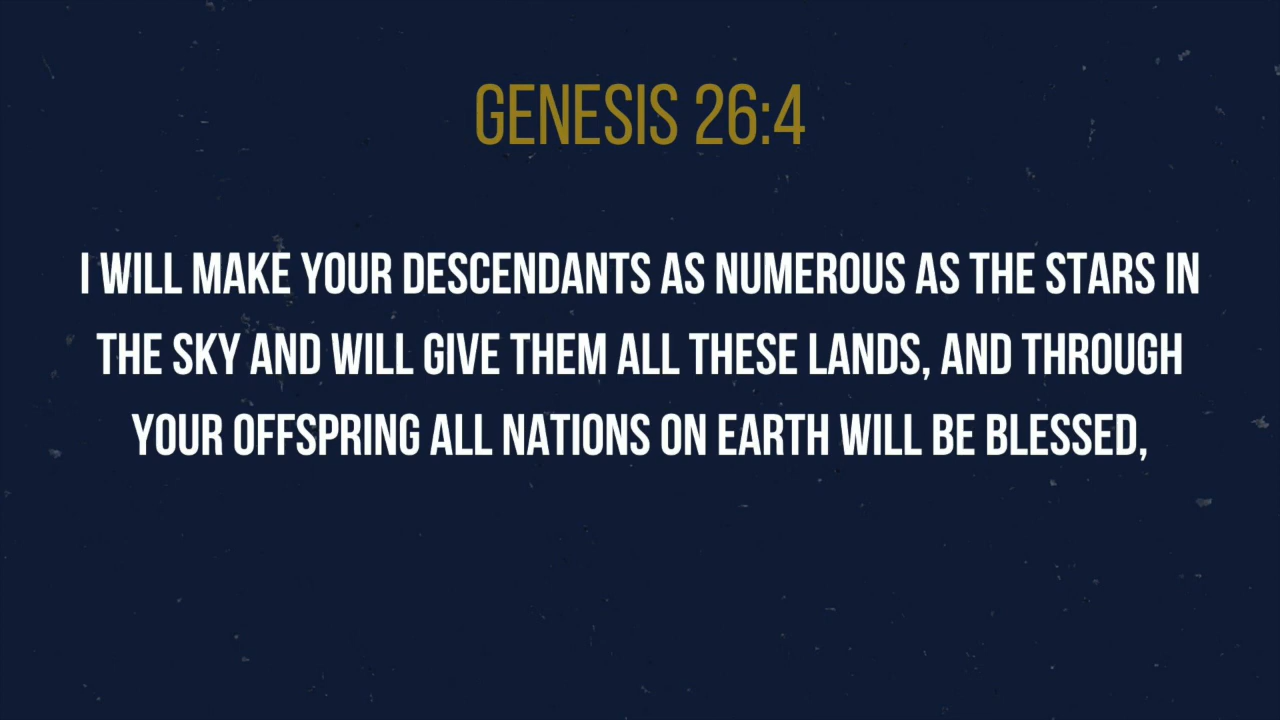 GENESIS 26:4
I WILL MAKE YOUR DESCENDANTS AS NUMEROUS AS THE STARS IN
THE SKY AND WILL GIVE THEM ALL THESE LANDS, AND THROUGH
YOUR OFFSPRING ALL NATIONS ON EARTH WILL BE BLESSED,